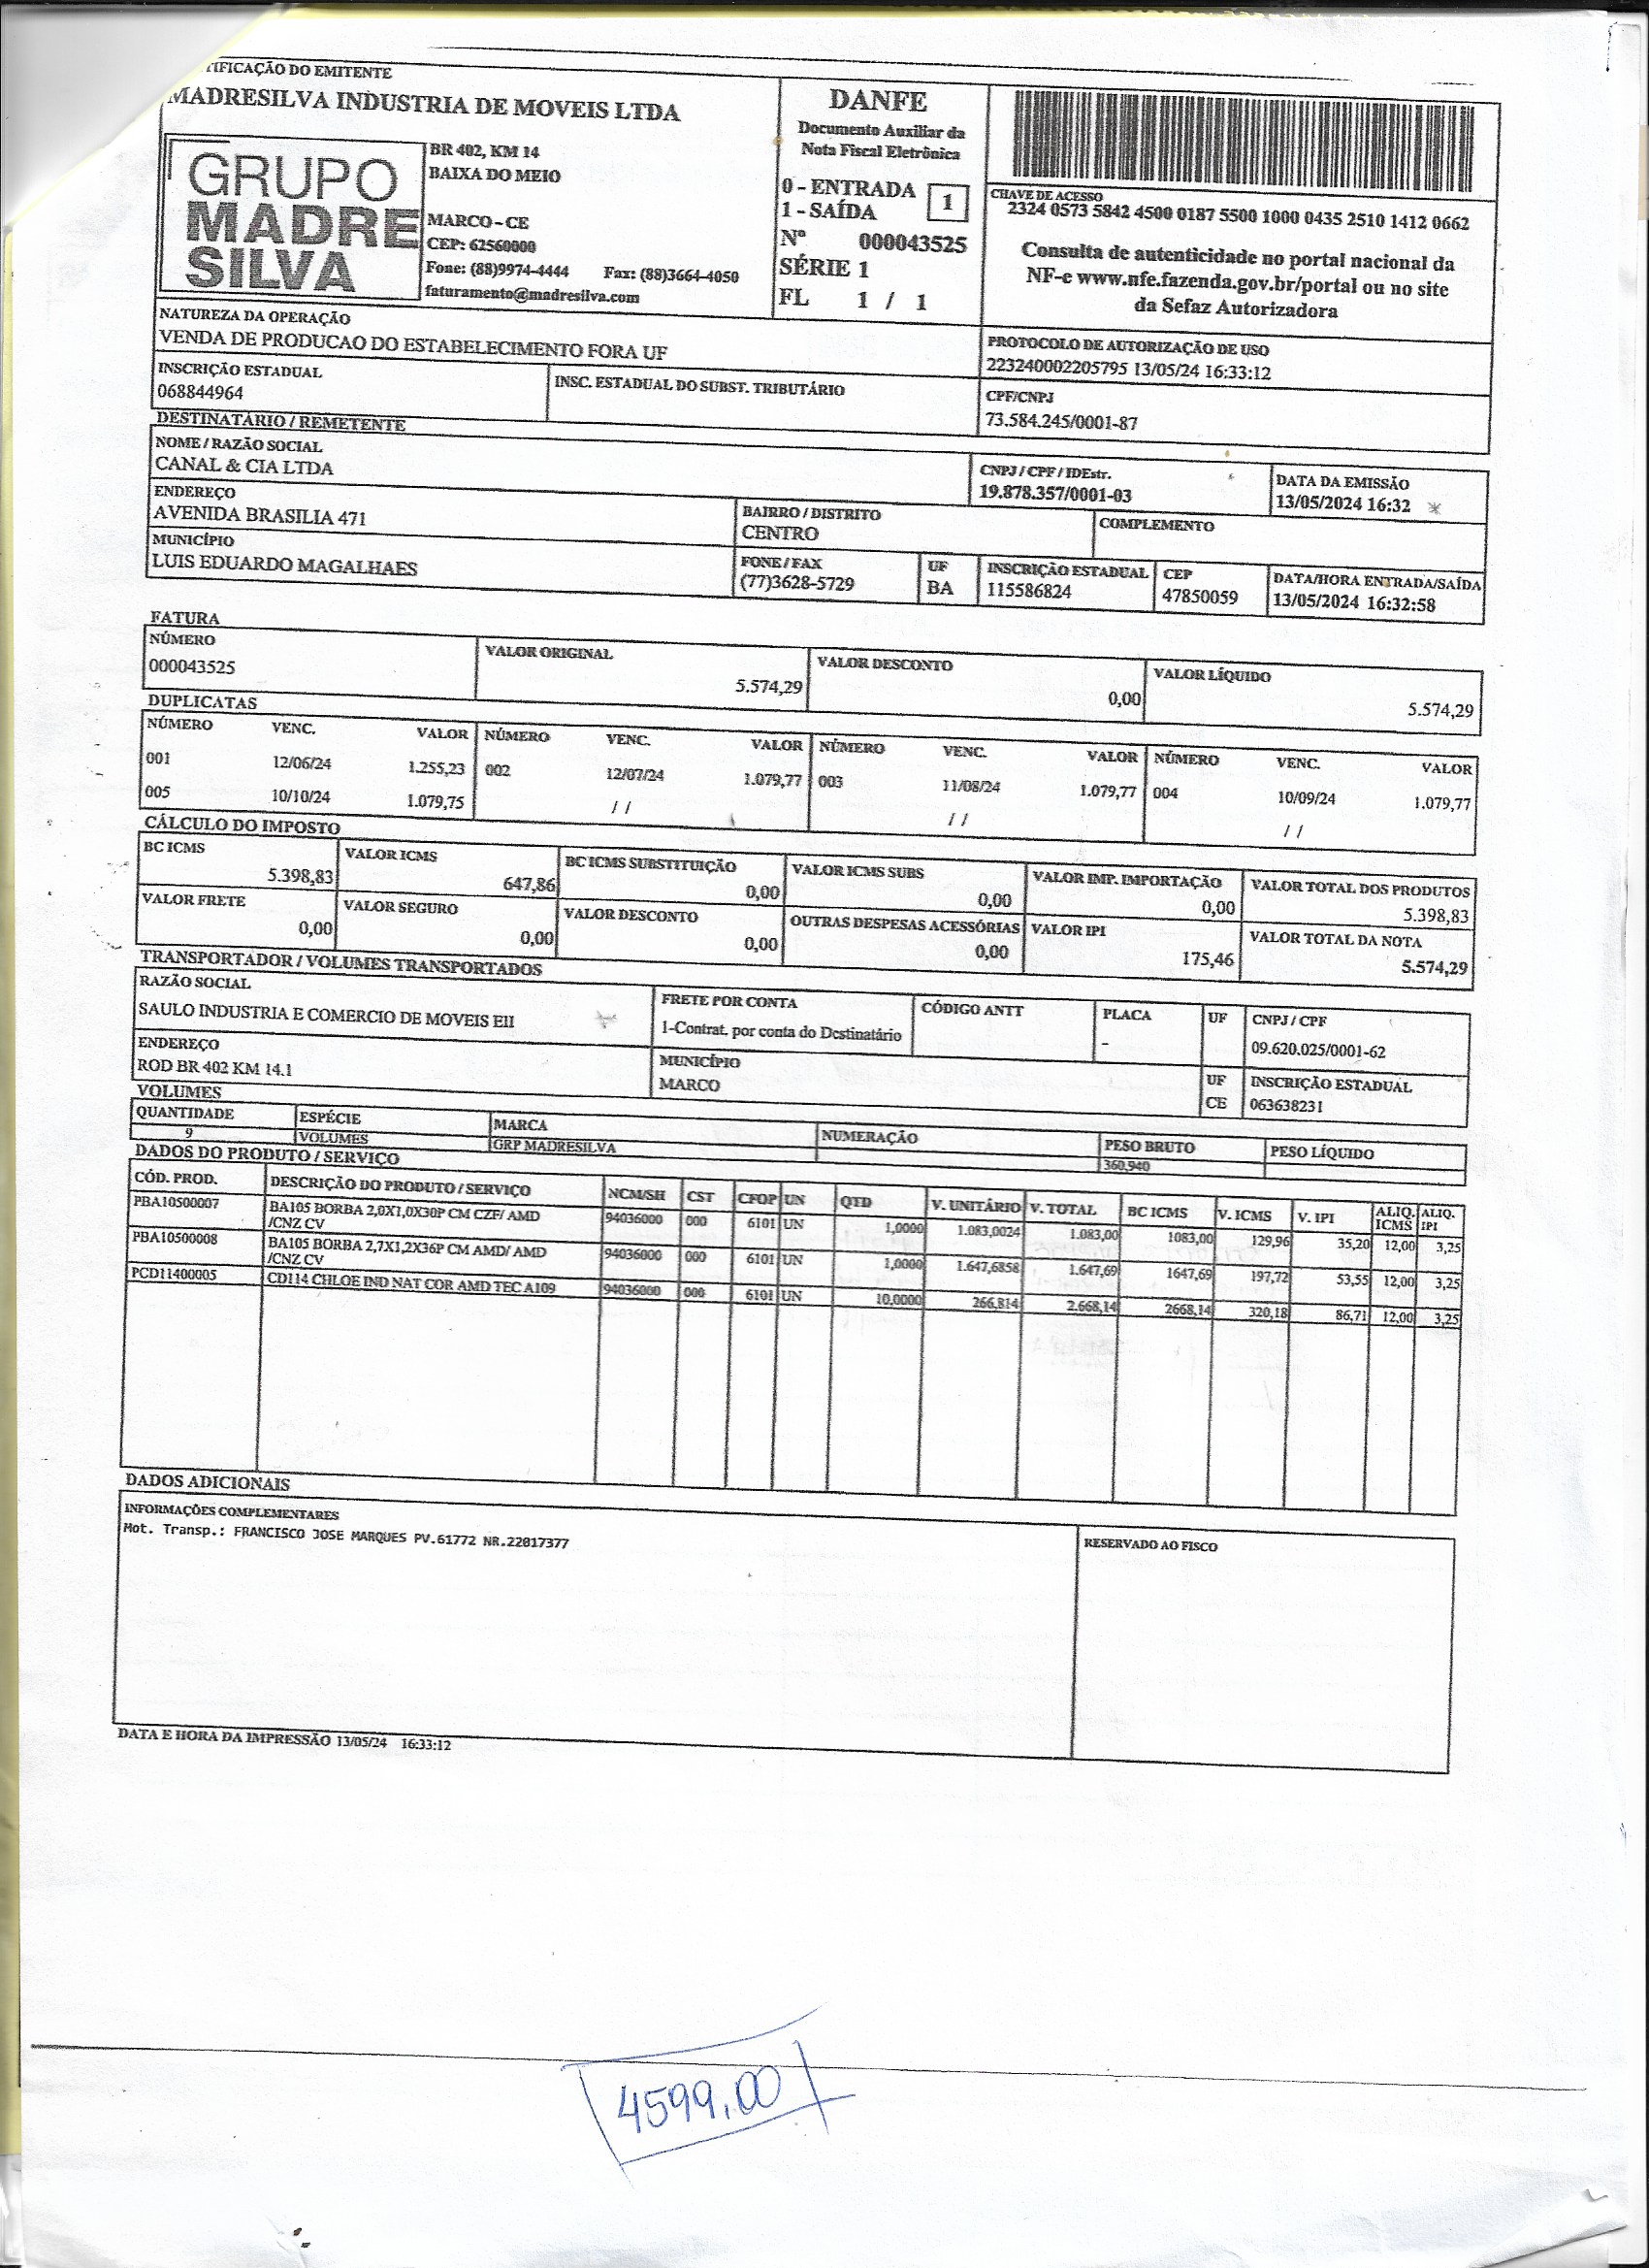 TIFICAÇÃO DO EMITENTE
MADRESILVA INDUSTRIA DE MOVEIS LTDA
GRUPO
MADRE
SILVA
BR 402, KM 14
BAIXA DO MEIO
MARCO - CE
CEP: 62560000
Fone: (88)9974-4444 Fax: (88)3664-4050
faturamento@madresilva.com
DANFE
Documento Auxiliar da
Nota Fiscal Eletrônica
0 - ENTRADA
1 - SAÍDA
1
Nº 000043525
SÉRIE 1
FL 1 / 1
CHAVE DE ACESSO
2324 0573 5842 4500 0187 5500 1000 0435 2510 1412 0662
Consulta de autenticidade no portal nacional da
NF-e www.nfe.fazenda.gov.br/portal ou no site
da Sefaz Autorizadora
NATUREZA DA OPERAÇÃO
VENDA DE PRODUCAO DO ESTABELECIMENTO FORA UF
PROTOCOLO DE AUTORIZAÇÃO DE USO
223240002205795 13/05/24 16:33:12
INSCRIÇÃO ESTADUAL
068844964
INSC. ESTADUAL DO SUBST. TRIBUTÁRIO
CPF/CNPJ
73.584.245/0001-87
DESTINATÁRIO / REMETENTE
NOME / RAZÃO SOCIAL
CANAL & CIA LTDA
CNPJ / CPF / IDEstr.
19.878.357/0001-03
DATA DA EMISSÃO
13/05/2024 16:32
ENDEREÇO
AVENIDA BRASILIA 471
BAIRRO / DISTRITO
CENTRO
COMPLEMENTO
MUNICÍPIO
LUIS EDUARDO MAGALHAES
FONE / FAX
(77)3628-5729
UF
BA
INSCRIÇÃO ESTADUAL
115586824
CEP
47850059
DATA/HORA ENTRADA/SAÍDA
13/05/2024 16:32:58
FATURA
NÚMERO
000043525
VALOR ORIGINAL
5.574,29
VALOR DESCONTO
0,00
VALOR LÍQUIDO
5.574,29
DUPLICATAS
NÚMERO VENC. VALOR NÚMERO VENC. VALOR NÚMERO VENC. VALOR NÚMERO VENC. VALOR
001 12/06/24 1.255,23 002 12/07/24 1.079,77 003 11/08/24 1.079,77 004 10/09/24 1.079,77
005 10/10/24 1.079,75 / / / / / /
CÁLCULO DO IMPOSTO
BC ICMS
5.398,83
VALOR ICMS
647,86
BC ICMS SUBSTITUIÇÃO
0,00
VALOR ICMS SUBS
0,00
VALOR IMP. IMPORTAÇÃO
0,00
VALOR TOTAL DOS PRODUTOS
5.398,83
VALOR FRETE
0,00
VALOR SEGURO
0,00
VALOR DESCONTO
0,00
OUTRAS DESPESAS ACESSÓRIAS
0,00
VALOR IPI
175,46
VALOR TOTAL DA NOTA
5.574,29
TRANSPORTADOR / VOLUMES TRANSPORTADOS
RAZÃO SOCIAL
SAULO INDUSTRIA E COMERCIO DE MOVEIS EII
FRETE POR CONTA
1-Contrat. por conta do Destinatário
CÓDIGO ANTT
PLACA
-
UF
CNPJ / CPF
09.620.025/0001-62
ENDEREÇO
ROD BR 402 KM 14.1
MUNICÍPIO
MARCO
UF
CE
INSCRIÇÃO ESTADUAL
063638231
VOLUMES
QUANTIDADE
9
ESPÉCIE
VOLUMES
MARCA
GRP MADRESILVA
NUMERAÇÃO
PESO BRUTO
360,940
PESO LÍQUIDO
DADOS DO PRODUTO / SERVIÇO
CÓD. PROD. DESCRIÇÃO DO PRODUTO / SERVIÇO NCM/SH CST CFOP UN QTD V. UNITÁRIO V. TOTAL BC ICMS V. ICMS V. IPI ALIQ. ICMS ALIQ. IPI
PBA10500007 BA105 BORBA 2,0X1,0X30P CM CZF/ AMD 94036000 000 6101 UN 1,0000 1.083,0024 1.083,00 1083,00 129,96 35,20 12,00 3,25
/CNZ CV
PBA10500008 BA105 BORBA 2,7X1,2X36P CM AMD/ AMD 94036000 000 6101 UN 1,0000 1.647,6858 1.647,69 1647,69 197,72 53,55 12,00 3,25
/CNZ CV
PCD11400005 CD114 CHLOE IND NAT COR AMD TEC A109 94036000 000 6101 UN 10,0000 266,814 2.668,14 2668,14 320,18 86,71 12,00 3,25
DADOS ADICIONAIS
INFORMAÇÕES COMPLEMENTARES
Mot. Transp.: FRANCISCO JOSE MARQUES PV.61772 NR.22017377
RESERVADO AO FISCO
DATA E HORA DA IMPRESSÃO 13/05/24 16:33:12
4599,00